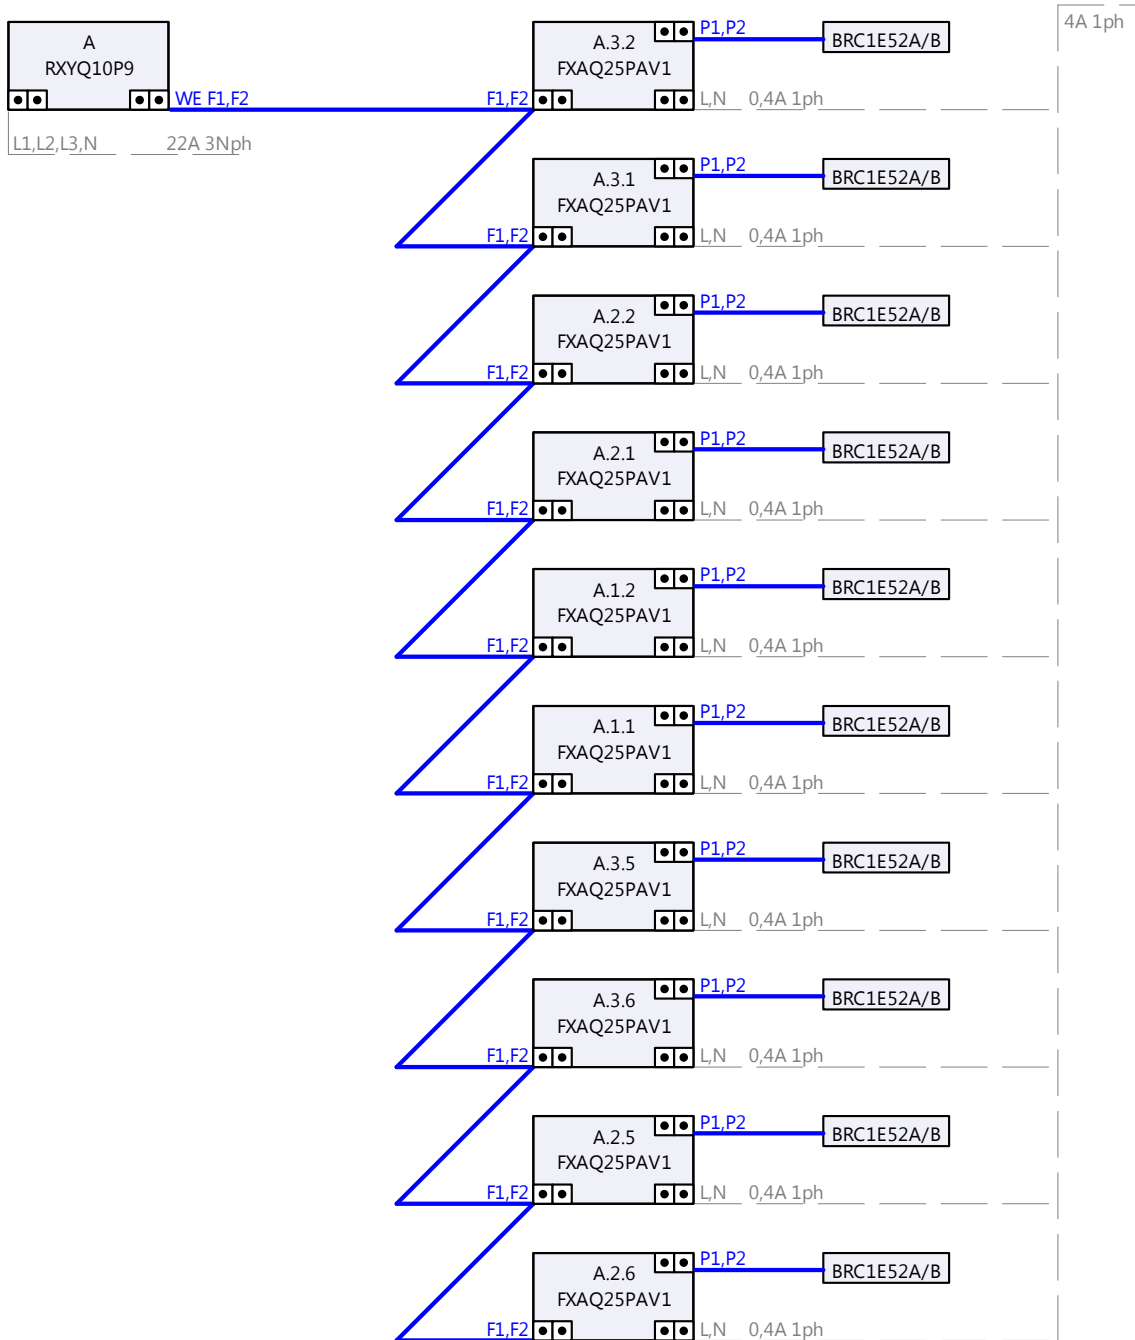 A
RXYQ10P9
WE F1,F2
L1,L2,L3,N 22A 3Nph
4A 1ph
A.3.2
FXAQ25PAV1
P1,P2
BRC1E52A/B
F1,F2
L,N 0,4A 1ph
A.3.1
FXAQ25PAV1
P1,P2
BRC1E52A/B
F1,F2
L,N 0,4A 1ph
A.2.2
FXAQ25PAV1
P1,P2
BRC1E52A/B
F1,F2
L,N 0,4A 1ph
A.2.1
FXAQ25PAV1
P1,P2
BRC1E52A/B
F1,F2
L,N 0,4A 1ph
A.1.2
FXAQ25PAV1
P1,P2
BRC1E52A/B
F1,F2
L,N 0,4A 1ph
A.1.1
FXAQ25PAV1
P1,P2
BRC1E52A/B
F1,F2
L,N 0,4A 1ph
A.3.5
FXAQ25PAV1
P1,P2
BRC1E52A/B
F1,F2
L,N 0,4A 1ph
A.3.6
FXAQ25PAV1
P1,P2
BRC1E52A/B
F1,F2
L,N 0,4A 1ph
A.2.5
FXAQ25PAV1
P1,P2
BRC1E52A/B
F1,F2
L,N 0,4A 1ph
A.2.6
FXAQ25PAV1
P1,P2
BRC1E52A/B
F1,F2
L,N 0,4A 1ph